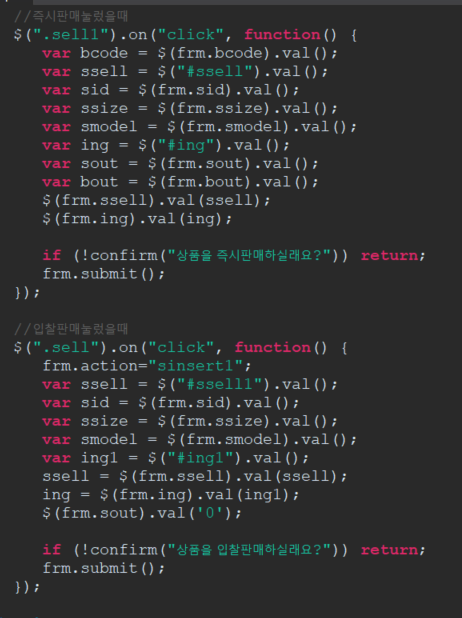 //즉시판매눌렀을때
$(".sell1").on("click", function() {
var bcode = $(frm.bcode).val();
var ssell = $("#ssell").val();
var sid = $(frm.sid).val();
var ssize = $(frm.ssize).val();
var smodel = $(frm.smodel).val();
var ing = $("#ing").val();
var sout = $(frm.sout).val();
var bout = $(frm.bout).val();
$(frm.ssell).val(ssell);
$(frm.ing).val(ing);
if (!confirm("상품을 즉시판매하실래요?")) return;
frm.submit();
});
//입찰판매눌렀을때
$(".sell").on("click", function() {
frm.action="sinsert1";
var ssell = $("#ssell1").val();
var sid = $(frm.sid).val();
var ssize = $(frm.ssize).val();
var smodel = $(frm.smodel).val();
var ing1 = $("#ing1").val();
ssell = $(frm.ssell).val(ssell);
ing = $(frm.ing).val(ing1);
$(frm.sout).val('0');
if (!confirm("상품을 입찰판매하실래요?")) return;
frm.submit();
});